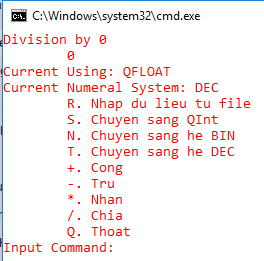 C:\Windows\system32\cmd.exe
Division by 0
0
Current Using: QFLOAT
Current Numeral System: DEC
R. Nhap du lieu tu file
S. Chuyen sang QInt
N. Chuyen sang he BIN
T. Chuyen sang he DEC
+. Cong
-. Tru
*. Nhan
/. Chia
Q. Thoat
Input Command: